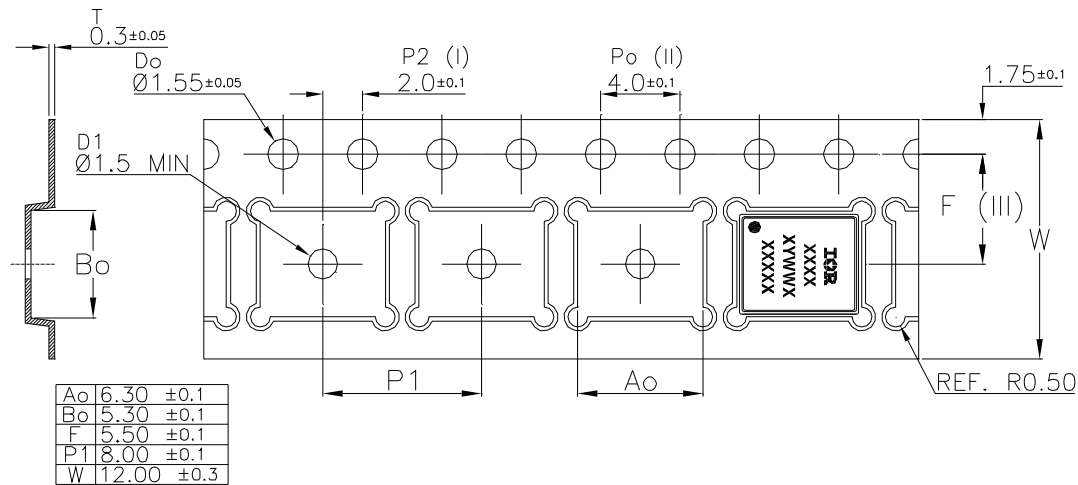 T
0.3±0.05
Do
Ø1.55±0.05
P2 (I)
2.0±0.1
Po (II)
4.0±0.1
1.75±0.1
D1
Ø1.5 MIN
F (III)
W
Bo
IOR
XXXX
XYWWX
XXXXX
P1
Ao
REF. R0.50
Ao 6.30 ±0.1
Bo 5.30 ±0.1
F 5.50 ±0.1
P1 8.00 ±0.1
W 12.00 ±0.3